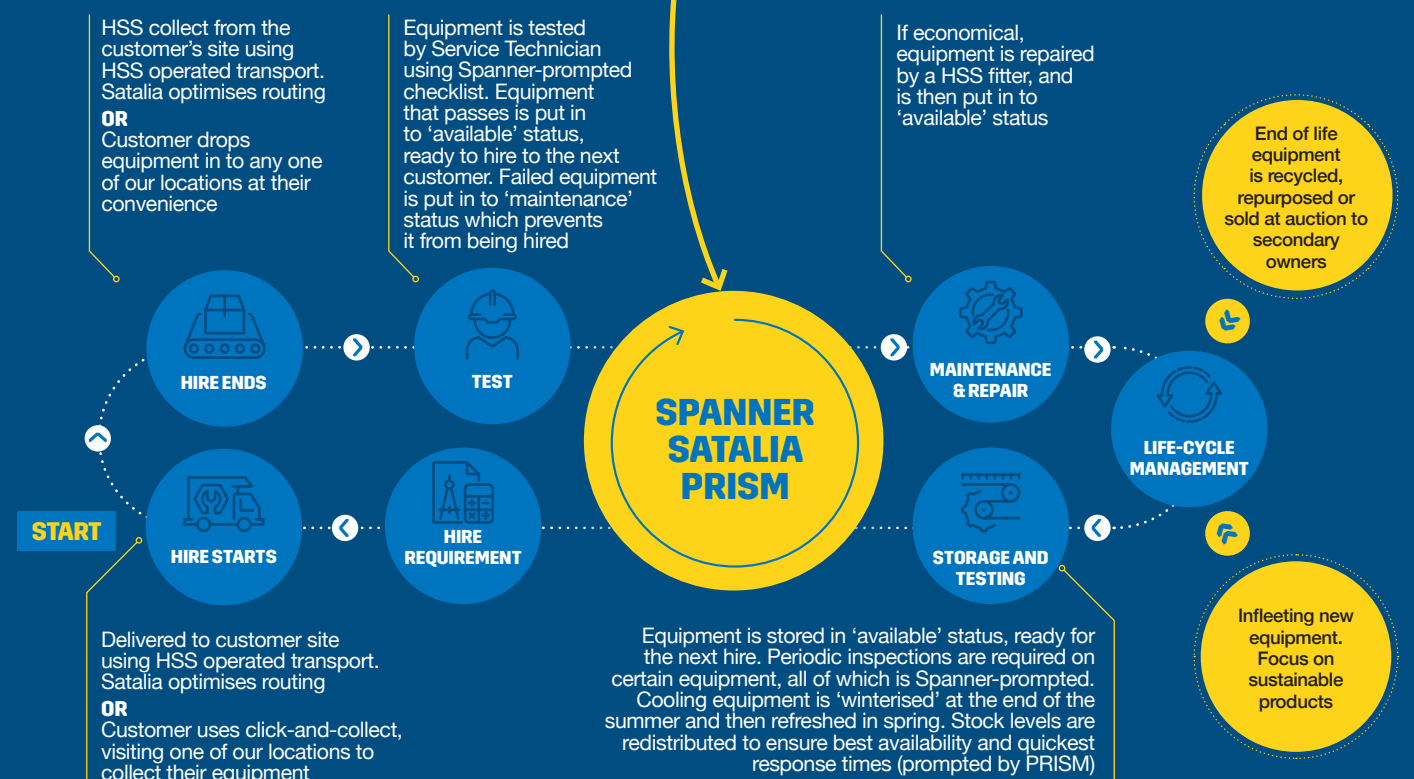 HSS collect from the
customer's site using
HSS operated transport.
Satalia optimises routing
OR
Customer drops
equipment in to any one
of our locations at their
convenience
Equipment is tested
by Service Technician
using Spanner-prompted
checklist. Equipment
that passes is put in
to 'available' status,
ready to hire to the next
customer. Failed equipment
is put in to 'maintenance'
status which prevents
it from being hired
If economical,
equipment is repaired
by a HSS fitter, and
is then put in to
'available' status
End of life
equipment
is recycled,
repurposed or
sold at auction to
secondary
owners
HIRE ENDS
TEST
SPANNER
SATALIA
PRISM
MAINTENANCE
& REPAIR
LIFE-CYCLE
MANAGEMENT
START
HIRE STARTS
HIRE
REQUIREMENT
STORAGE AND
TESTING
Infleeting new
equipment.
Focus on
sustainable
products
Delivered to customer site
using HSS operated transport.
Satalia optimises routing
OR
Customer uses click-and-collect,
visiting one of our locations to
collect their equipment
Equipment is stored in 'available' status, ready for
the next hire. Periodic inspections are required on
certain equipment, all of which is Spanner-prompted.
Cooling equipment is 'winterised' at the end of the
summer and then refreshed in spring. Stock levels are
redistributed to ensure best availability and quickest
response times (prompted by PRISM)